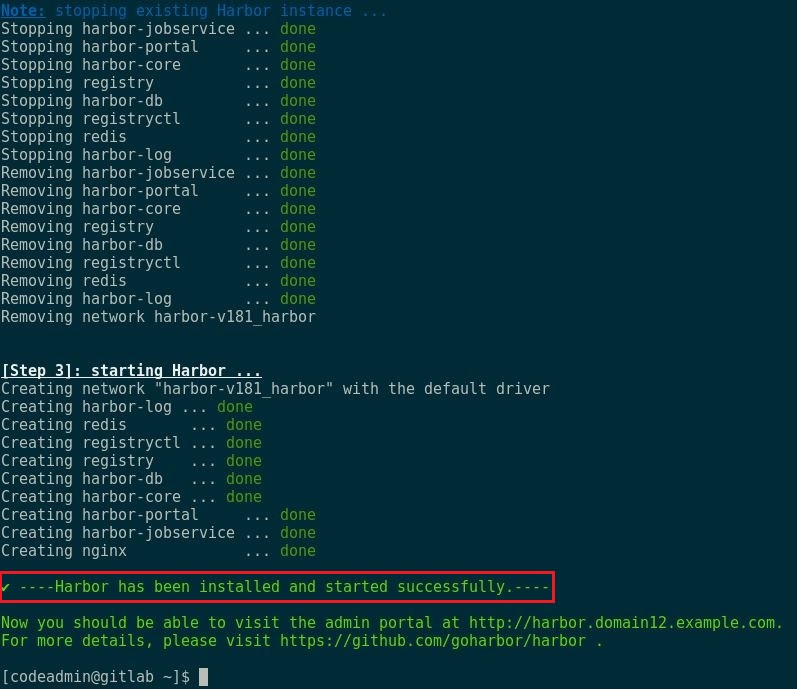 Note: stopping existing Harbor instance ...
Stopping harbor-jobservice ... done
Stopping harbor-portal     ... done
Stopping harbor-core       ... done
Stopping registry          ... done
Stopping harbor-db         ... done
Stopping registryctl       ... done
Stopping redis             ... done
Stopping harbor-log        ... done
Removing harbor-jobservice ... done
Removing harbor-portal     ... done
Removing harbor-core       ... done
Removing registry          ... done
Removing harbor-db         ... done
Removing registryctl       ... done
Removing redis             ... done
Removing harbor-log        ... done
Removing network harbor-v181_harbor
[Step 3]: starting Harbor ...
Creating network "harbor-v181_harbor" with the default driver
Creating harbor-log ... done
Creating redis       ... done
Creating registryctl ... done
Creating registry    ... done
Creating harbor-db   ... done
Creating harbor-core ... done
Creating harbor-portal     ... done
Creating harbor-jobservice ... done
Creating nginx             ... done
✔ ----Harbor has been installed and started successfully.----
Now you should be able to visit the admin portal at http://harbor.domain12.example.com.
For more details, please visit https://github.com/goharbor/harbor .
[codeadmin@gitlab ~]$